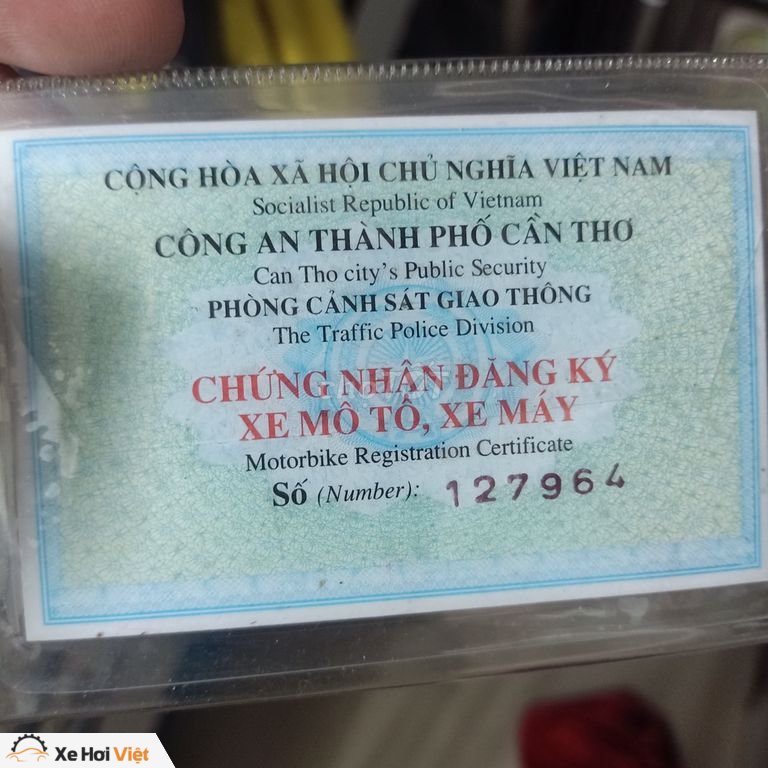 CỘNG HÒA XÃ HỘI CHỦ NGHĨA VIỆT NAM
Socialist Republic of Vietnam
CÔNG AN THÀNH PHỐ CẦN THƠ
Can Tho city's Public Security
PHÒNG CẢNH SÁT GIAO THÔNG
The Traffic Police Division
CHỨNG NHẬN ĐĂNG KÝ
XE MÔ TÔ, XE MÁY
Motorbike Registration Certificate
Số (Number): 127964
Xe Hơi Việt